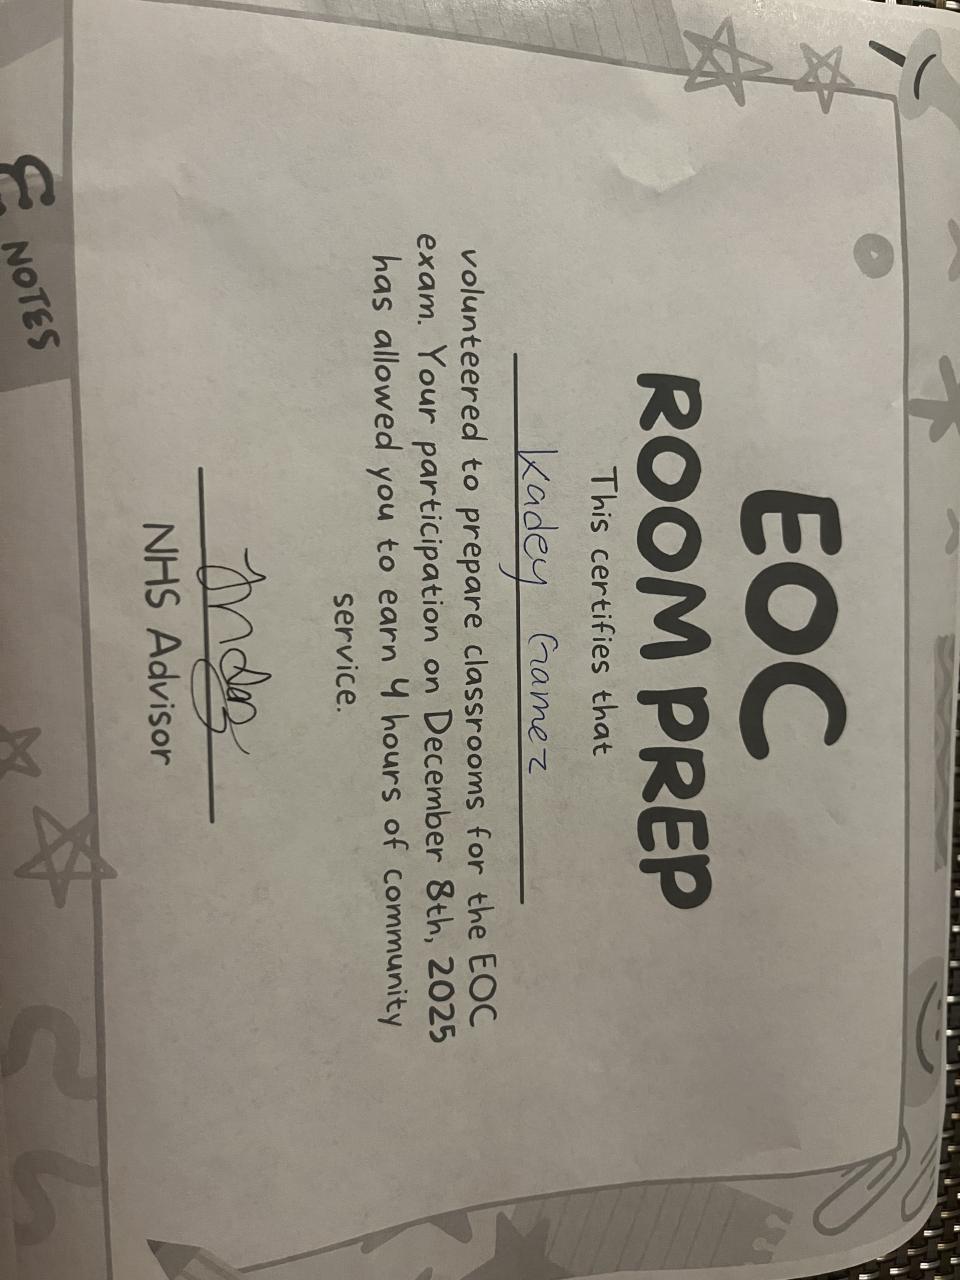 EOC
ROOM PREP
This certifies that
Kadey Gamez
volunteered to prepare classrooms for the EOC
exam. Your participation on December 8th, 2025
has allowed you to earn 4 hours of community
service.
NHS Advisor
NOTES